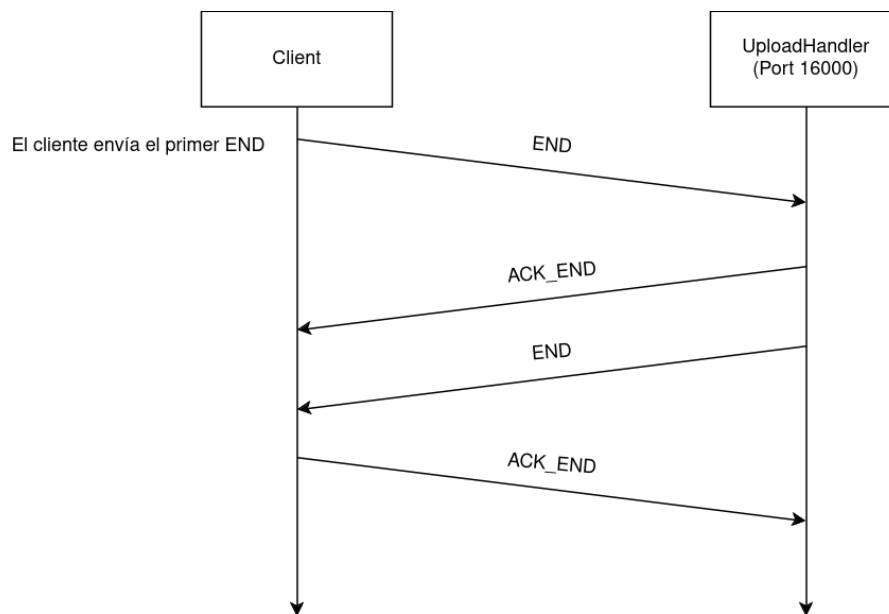 Client
UploadHandler
(Port 16000)
El cliente envía el primer END
END
ACK_END
END
ACK_END